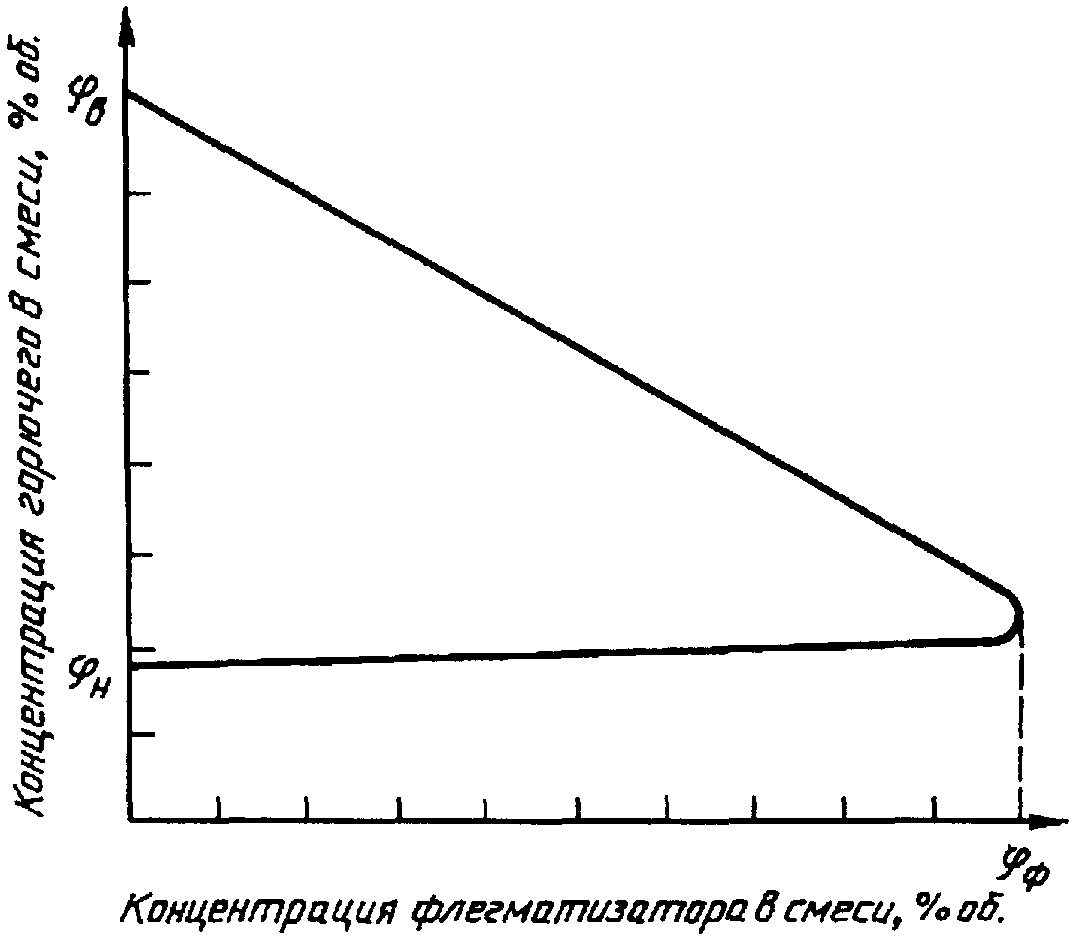 Концентрация горючего в смеси, % об.
φв
φн
φф
Концентрация флегматизатора в смеси, % об.